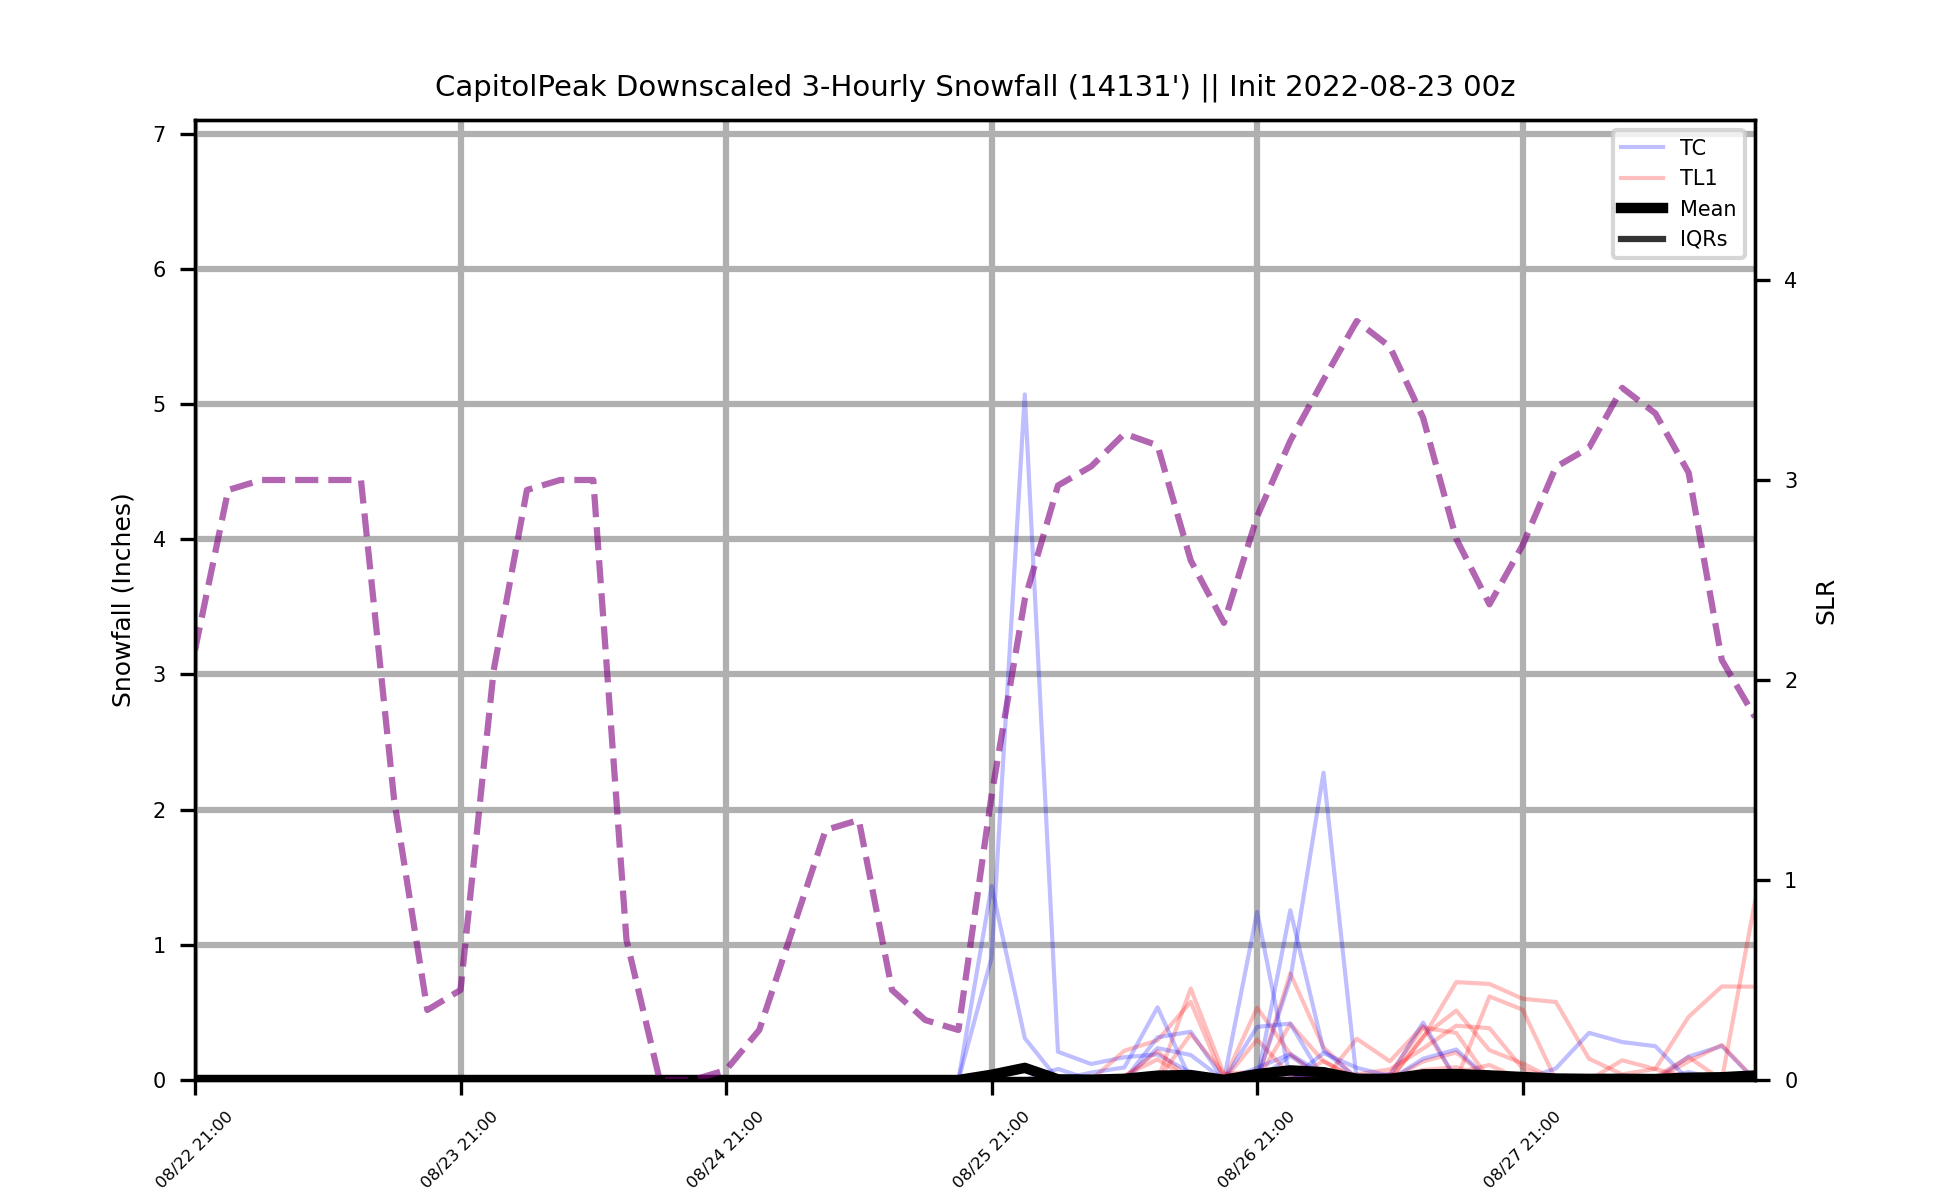 CapitolPeak Downscaled 3-Hourly Snowfall (14131') || Init 2022-08-23 00z
7
6
5
4
3
2
1
0
Snowfall (Inches)
TC
TL1
Mean
IQRs
4
3
2
1
0
SLR
08/22 21:00
08/23 21:00
08/24 21:00
08/25 21:00
08/26 21:00
08/27 21:00